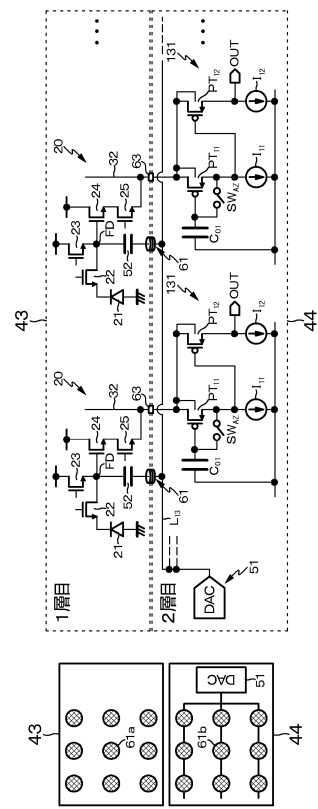 43
1層目
20
23
24
32
FD
25
22
21
52
63
61
20
23
24
32
FD
25
22
21
52
63
61
• • •
2層目
L13
131
PT11
PT12
OUT
C01
SWAZ
I11
I12
DAC
51
131
PT11
PT12
OUT
C01
SWAZ
I11
I12
• • •
44
43
61a
61b
DAC
51
44